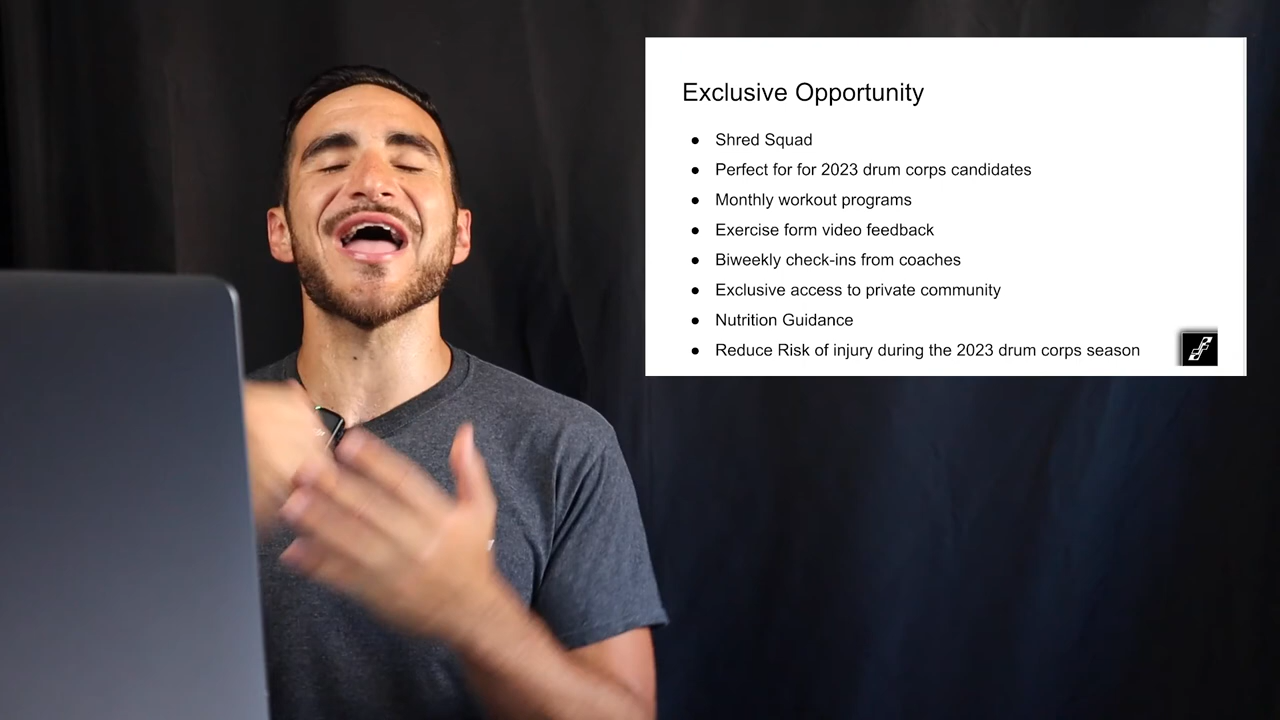 Exclusive Opportunity
● Shred Squad
● Perfect for for 2023 drum corps candidates
● Monthly workout programs
● Exercise form video feedback
● Biweekly check-ins from coaches
● Exclusive access to private community
● Nutrition Guidance
● Reduce Risk of injury during the 2023 drum corps season